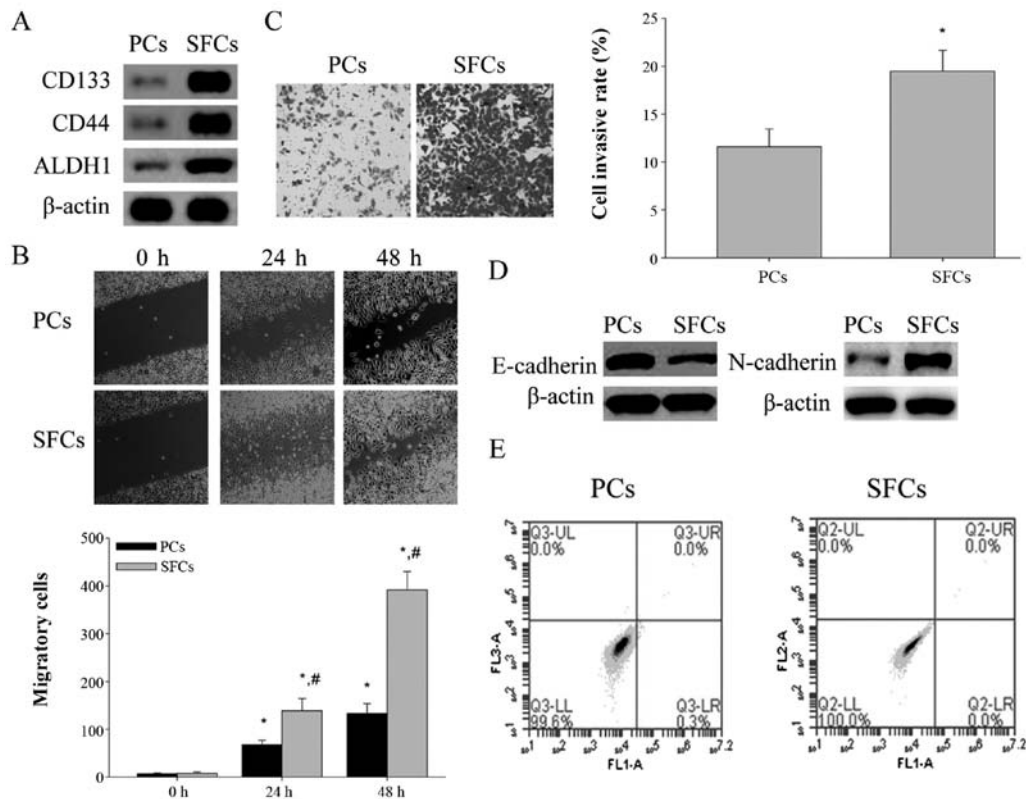 A
PCs SFCs
CD133
CD44
ALDH1
β-actin
C
PCs SFCs
Cell invasive rate (%)
25
20
15
10
5
0
*
PCs SFCs
B
0 h 24 h 48 h
PCs
SFCs
Migratory cells
500
400
300
200
100
0
PCs
SFCs
* *,# * *,#
0 h 24 h 48 h
D
PCs SFCs
E-cadherin
β-actin
PCs SFCs
N-cadherin
β-actin
E
PCs
Q3-UL
0.0%
Q3-UR
0.0%
Q3-LL
99.6%
Q3-LR
0.3%
FL3-A
FL1-A
SFCs
Q2-UL
0.0%
Q2-UR
0.0%
Q2-LL
100.0%
Q2-LR
0.0%
FL2-A
FL1-A